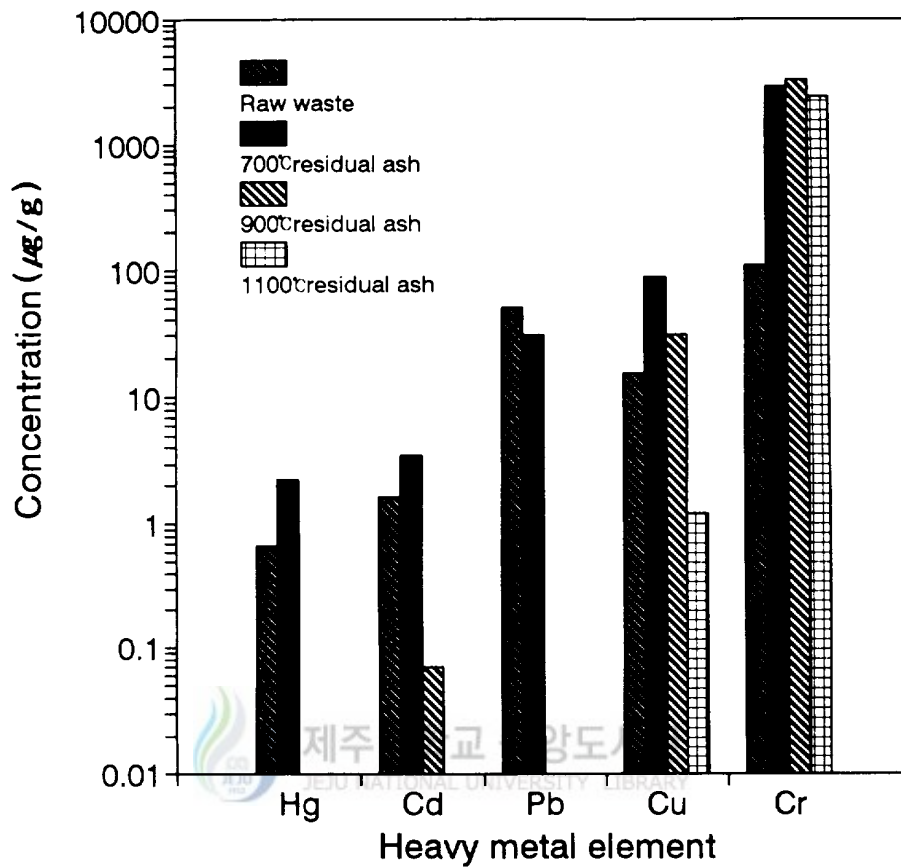 10000
1000
100
10
1
0.1
0.01
Concentration (㎍/g)
Raw waste
700℃residual ash
900℃residual ash
1100℃residual ash
제주 학교 앙도
JEJU NATIONAL UNIVERSITY LIBRARY
Hg Cd Pb Cu Cr
Heavy metal element